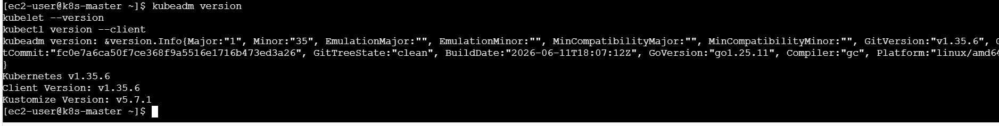 [ec2-user@k8s-master ~]$ kubeadm version
kubelet --version
kubectl version --client
kubeadm version: &version.Info{Major:"1", Minor:"35", EmulationMajor:"", EmulationMinor:"", MinCompatibilityMajor:"", MinCompatibilityMinor:"", GitVersion:"v1.35.6", G
tCommit:"fc0e7a6ca50f7ce368f9a5516e1716b473ed3a26", GitTreeState:"clean", BuildDate:"2026-06-11T18:07:12Z", GoVersion:"go1.25.11", Compiler:"gc", Platform:"linux/amd64
}
Kubernetes v1.35.6
Client Version: v1.35.6
Kustomize Version: v5.7.1
[ec2-user@k8s-master ~]$